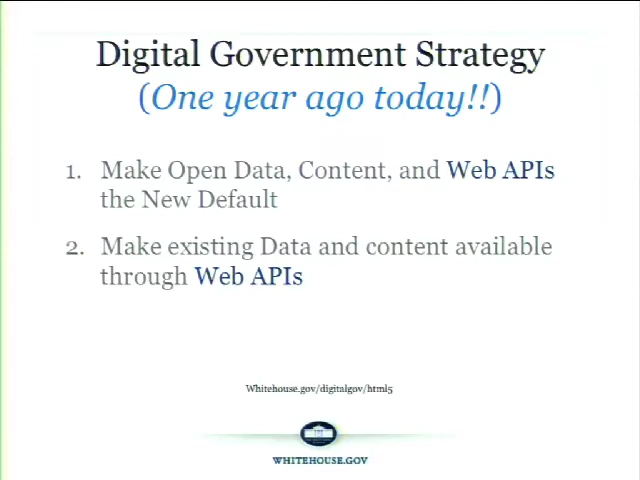 Digital Government Strategy
(One year ago today!!)
1. Make Open Data, Content, and Web APIs
the New Default
2. Make existing Data and content available
through Web APIs
Whitehouse.gov/digitalgov/html5
WHITEHOUSE.GOV